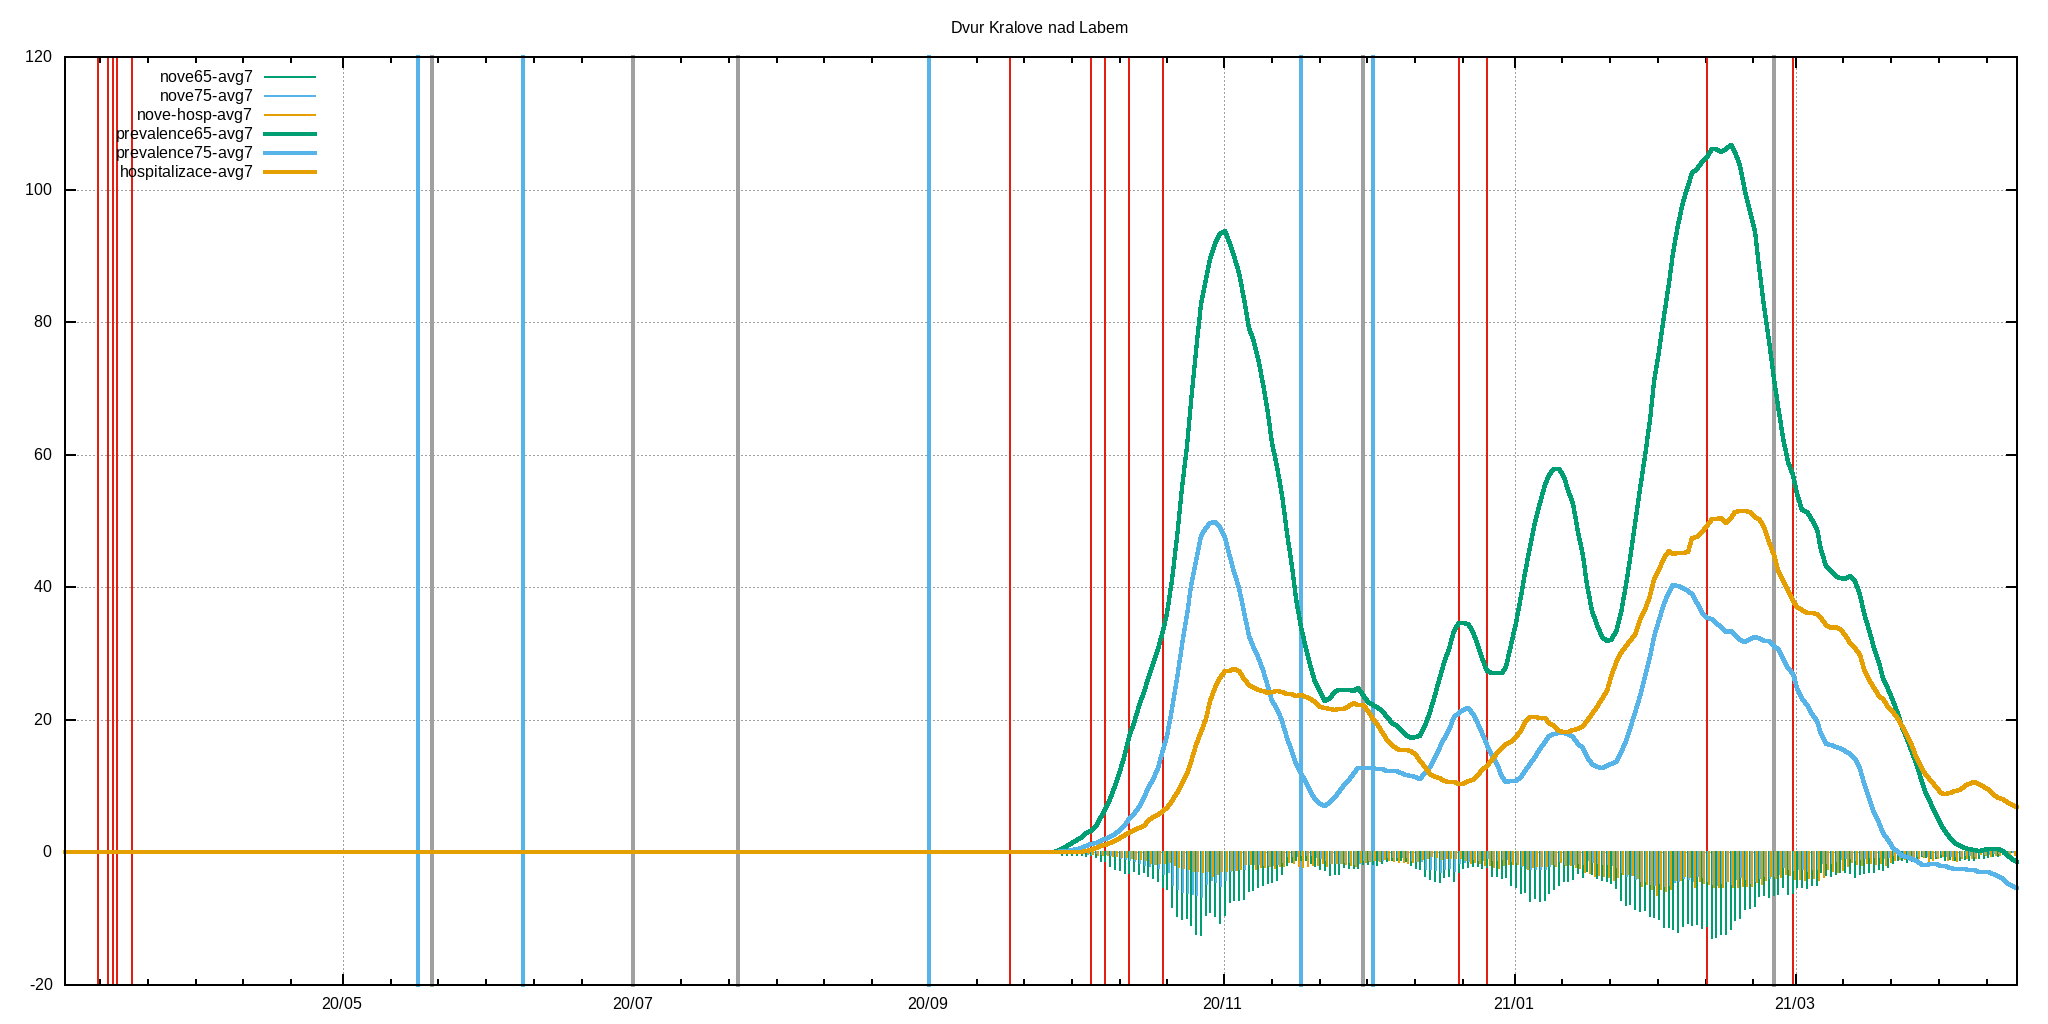 Dvur Kralove nad Labem
120
nove65-avg7
nove75-avg7
nove-hosp-avg7
prevalence65-avg7
prevalence75-avg7
hospitalizace-avg7
100
80
60
40
20
0
-20
20/05 20/07 20/09 20/11 21/01 21/03